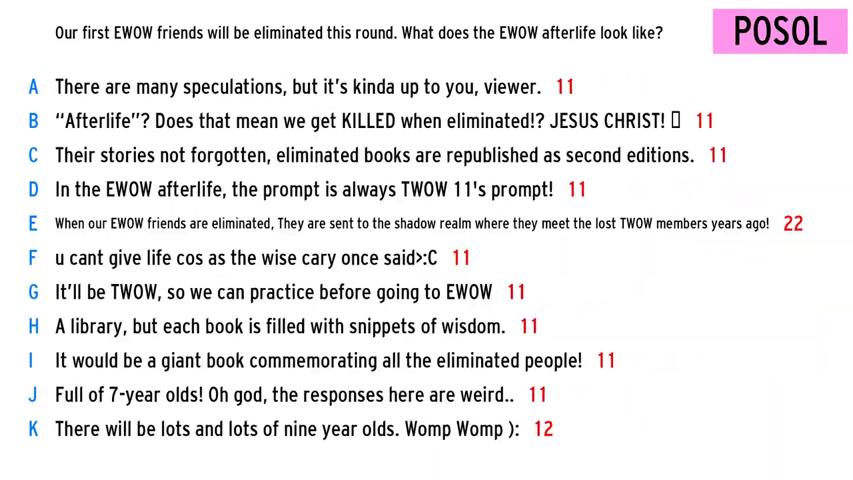 Our first EWOW friends will be eliminated this round. What does the EWOW afterlife look like?
POSOL
A There are many speculations, but it's kinda up to you, viewer. 11
B “Afterlife”? Does that mean we get KILLED when eliminated!? JESUS CHRIST! ▯ 11
C Their stories not forgotten, eliminated books are republished as second editions. 11
D In the EWOW afterlife, the prompt is always TWOW 11's prompt! 11
E When our EWOW friends are eliminated, They are sent to the shadow realm where they meet the lost TWOW members years ago! 22
F u cant give life cos as the wise cary once said>:C 11
G It'll be TWOW, so we can practice before going to EWOW 11
H A library, but each book is filled with snippets of wisdom. 11
I It would be a giant book commemorating all the eliminated people! 11
J Full of 7-year olds! Oh god, the responses here are weird.. 11
K There will be lots and lots of nine year olds. Womp Womp ): 12